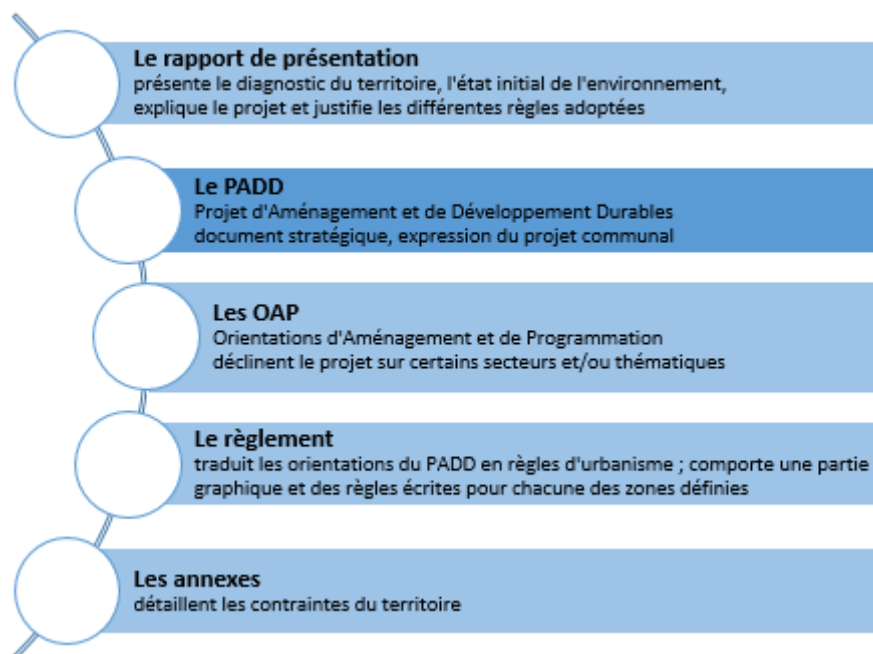 Le rapport de présentation
présente le diagnostic du territoire, l'état initial de l'environnement,
explique le projet et justifie les différentes règles adoptées
Le PADD
Projet d'Aménagement et de Développement Durables
document stratégique, expression du projet communal
Les OAP
Orientations d'Aménagement et de Programmation
déclinent le projet sur certains secteurs et/ou thématiques
Le règlement
traduit les orientations du PADD en règles d'urbanisme ; comporte une partie
graphique et des règles écrites pour chacune des zones définies
Les annexes
détaillent les contraintes du territoire